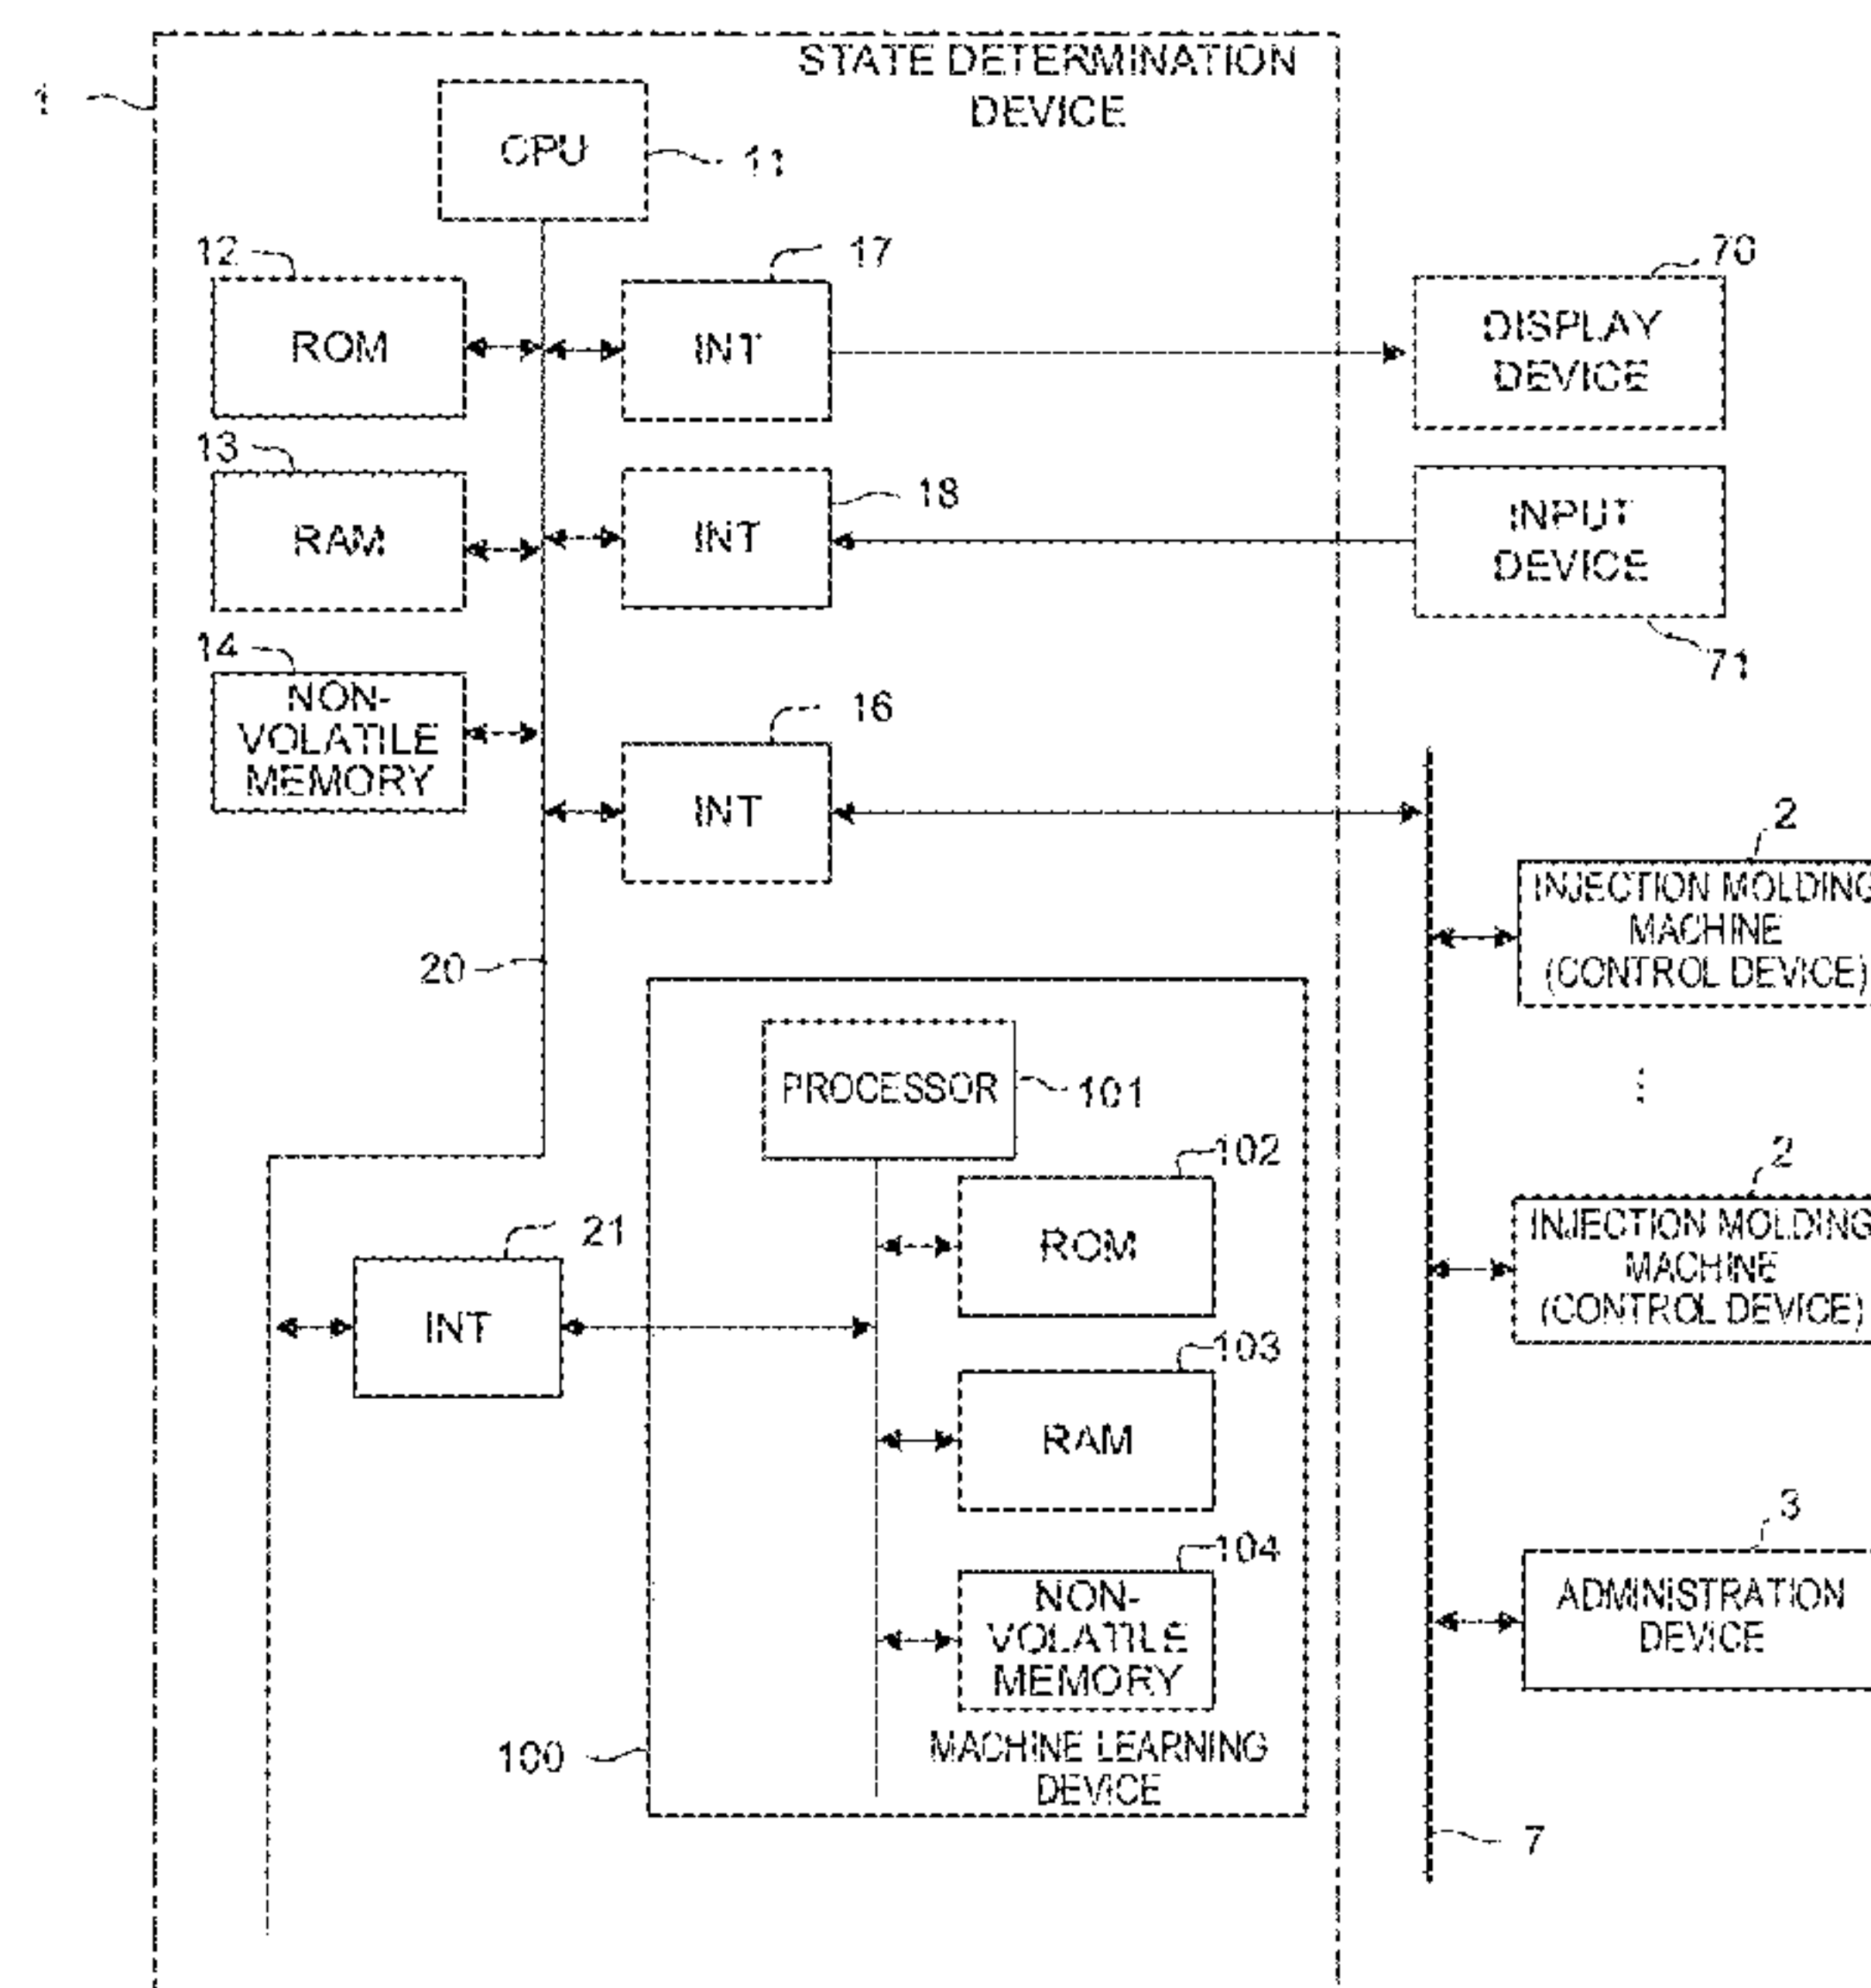 STATE DETERMINATION
DEVICE
1
CPU
11
12
17
70
ROM
INT
DISPLAY
DEVICE
13
18
RAM
INT
INPUT
DEVICE
14
71
NON-
VOLATILE
MEMORY
16
INT
2
INJECTION MOLDING
MACHINE
(CONTROL DEVICE)
20
PROCESSOR
101
⋮
102
2
ROM
INJECTION MOLDING
MACHINE
(CONTROL DEVICE)
21
INT
103
RAM
3
104
NON-
VOLATILE
MEMORY
ADMINISTRATION
DEVICE
100
MACHINE LEARNING
DEVICE
7